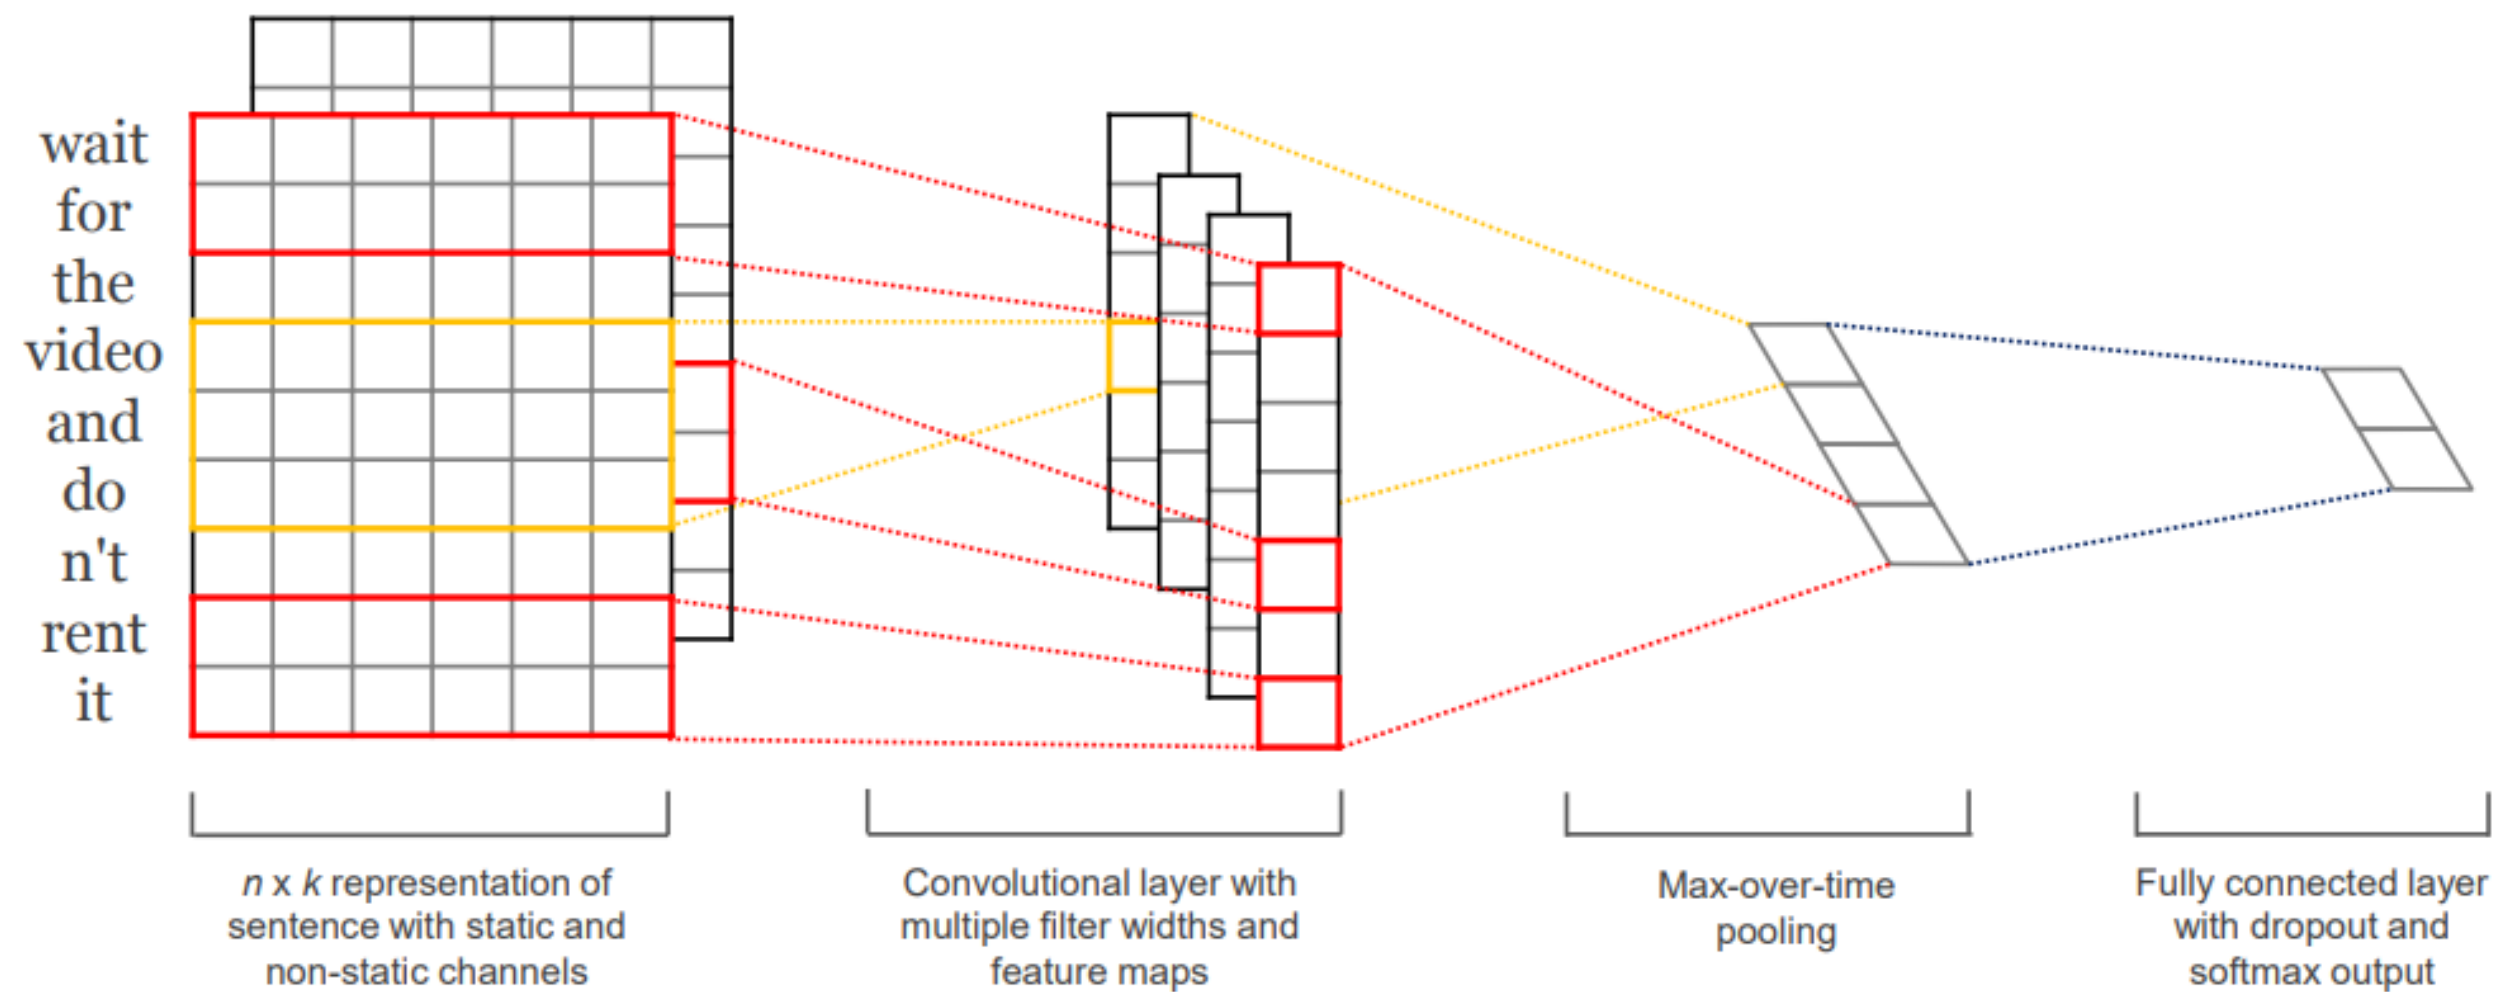 wait
for
the
video
and
do
n't
rent
it
n x k representation of
sentence with static and
non-static channels
Convolutional layer with
multiple filter widths and
feature maps
Max-over-time
pooling
Fully connected layer
with dropout and
softmax output